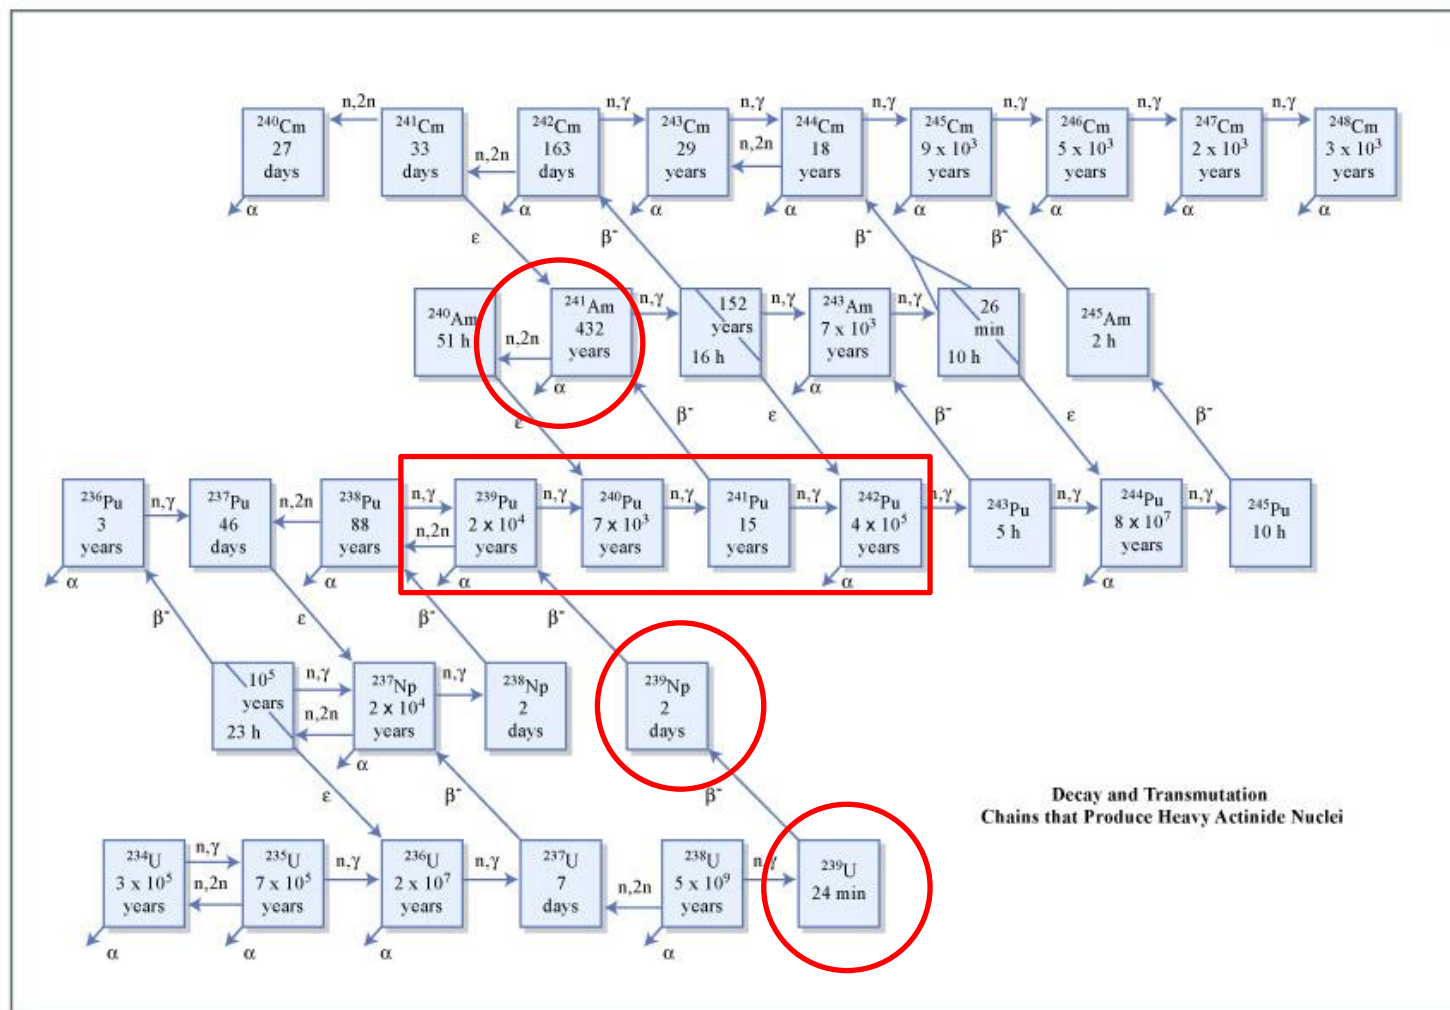 n,2n
n,γ
n,γ
n,γ
n,γ
n,γ
n,γ
²⁴⁰Cm
27
days
²⁴¹Cm
33
days
n,2n
²⁴²Cm
163
days
²⁴³Cm
29
years
n,2n
²⁴⁴Cm
18
years
²⁴⁵Cm
9 x 10³
years
²⁴⁶Cm
5 x 10³
years
²⁴⁷Cm
2 x 10³
years
²⁴⁸Cm
3 x 10³
years
α
α
α
α
α
α
α
α
ε
β⁻
β⁻
β⁻
²⁴⁰Am
51 h
n,2n
²⁴¹Am
432
years
n,γ
152
years
16 h
n,γ
²⁴³Am
7 x 10³
years
n,γ
26
min
10 h
²⁴⁵Am
2 h
α
α
ε
β⁻
ε
β⁻
ε
β⁻
²³⁶Pu
3
years
n,γ
²³⁷Pu
46
days
n,2n
²³⁸Pu
88
years
n,γ
n,2n
²³⁹Pu
2 x 10⁴
years
n,γ
²⁴⁰Pu
7 x 10³
years
n,γ
²⁴¹Pu
15
years
n,γ
²⁴²Pu
4 x 10⁵
years
n,γ
²⁴³Pu
5 h
n,γ
²⁴⁴Pu
8 x 10⁷
years
n,γ
²⁴⁵Pu
10 h
α
α
α
α
α
β⁻
ε
β⁻
β⁻
10⁵
years
23 h
n,γ
n,2n
²³⁷Np
2 x 10⁴
years
n,γ
²³⁸Np
2
days
²³⁹Np
2
days
α
ε
β⁻
β⁻
Decay and Transmutation
Chains that Produce Heavy Actinide Nuclei
²³⁴U
3 x 10⁵
years
n,γ
n,2n
²³⁵U
7 x 10⁵
years
n,γ
²³⁶U
2 x 10⁷
years
n,γ
²³⁷U
7
days
n,2n
²³⁸U
5 x 10⁹
years
n,γ
²³⁹U
24 min
α
α
α
α